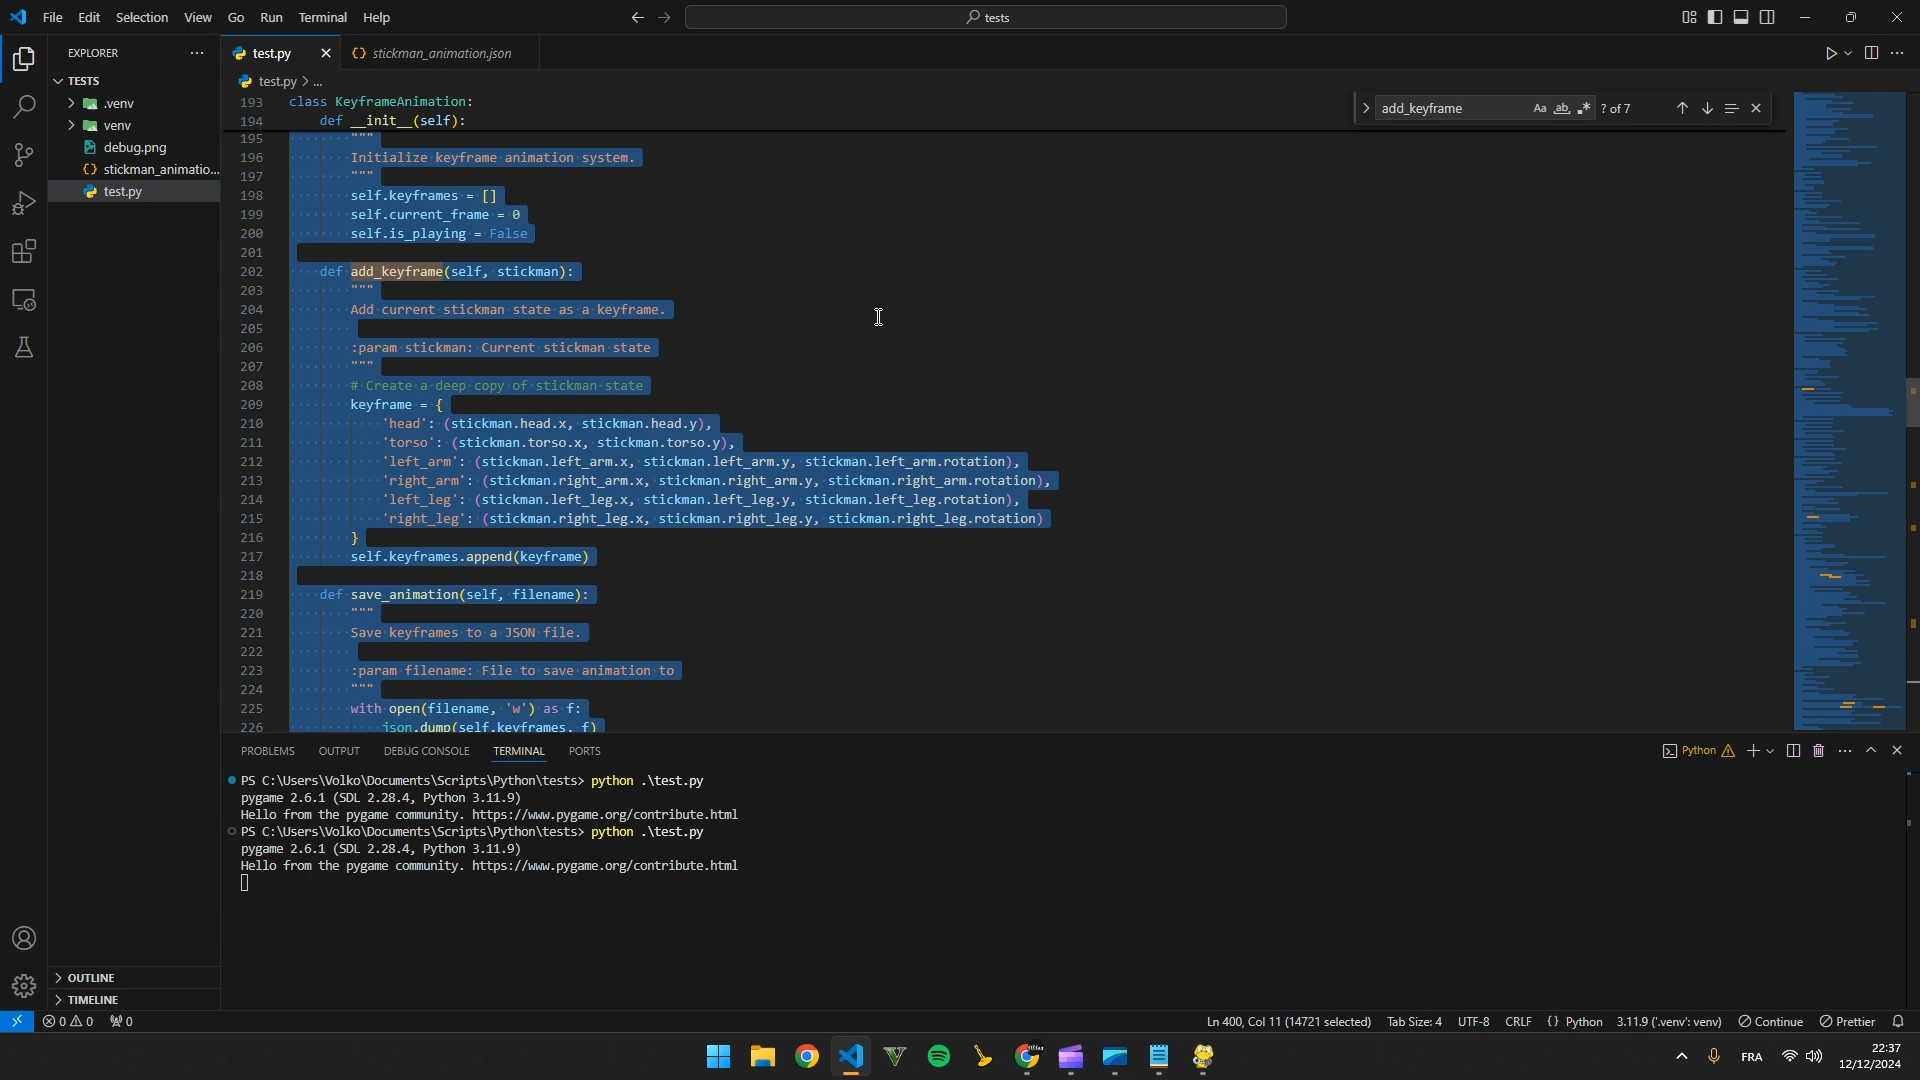 File Edit Selection View Go Run Terminal Help
tests
EXPLORER
TESTS
.venv
venv
debug.png
stickman_animatio...
test.py
OUTLINE
TIMELINE
test.py
stickman_animation.json
test.py > ...
add_keyframe Aa ab ? of 7
193 class KeyframeAnimation:
194 def __init__(self):
195 """
196 Initialize keyframe animation system.
197 """
198 self.keyframes = []
199 self.current_frame = 0
200 self.is_playing = False
201
202 def add_keyframe(self, stickman):
203 """
204 Add current stickman state as a keyframe.
205
206 :param stickman: Current stickman state
207 """
208 # Create a deep copy of stickman state
209 keyframe = {
210 'head': (stickman.head.x, stickman.head.y),
211 'torso': (stickman.torso.x, stickman.torso.y),
212 'left_arm': (stickman.left_arm.x, stickman.left_arm.y, stickman.left_arm.rotation),
213 'right_arm': (stickman.right_arm.x, stickman.right_arm.y, stickman.right_arm.rotation),
214 'left_leg': (stickman.left_leg.x, stickman.left_leg.y, stickman.left_leg.rotation),
215 'right_leg': (stickman.right_leg.x, stickman.right_leg.y, stickman.right_leg.rotation)
216 }
217 self.keyframes.append(keyframe)
218
219 def save_animation(self, filename):
220 """
221 Save keyframes to a JSON file.
222
223 :param filename: File to save animation to
224 """
225 with open(filename, 'w') as f:
226 json.dump(self.keyframes, f)
PROBLEMS OUTPUT DEBUG CONSOLE TERMINAL PORTS
Python
PS C:\Users\Volko\Documents\Scripts\Python\tests> python .\test.py
pygame 2.6.1 (SDL 2.28.4, Python 3.11.9)
Hello from the pygame community. https://www.pygame.org/contribute.html
PS C:\Users\Volko\Documents\Scripts\Python\tests> python .\test.py
pygame 2.6.1 (SDL 2.28.4, Python 3.11.9)
Hello from the pygame community. https://www.pygame.org/contribute.html
0 0 0
Ln 400, Col 11 (14721 selected) Tab Size: 4 UTF-8 CRLF {} Python 3.11.9 ('.venv': venv) Continue Prettier
FRA
22:37
12/12/2024